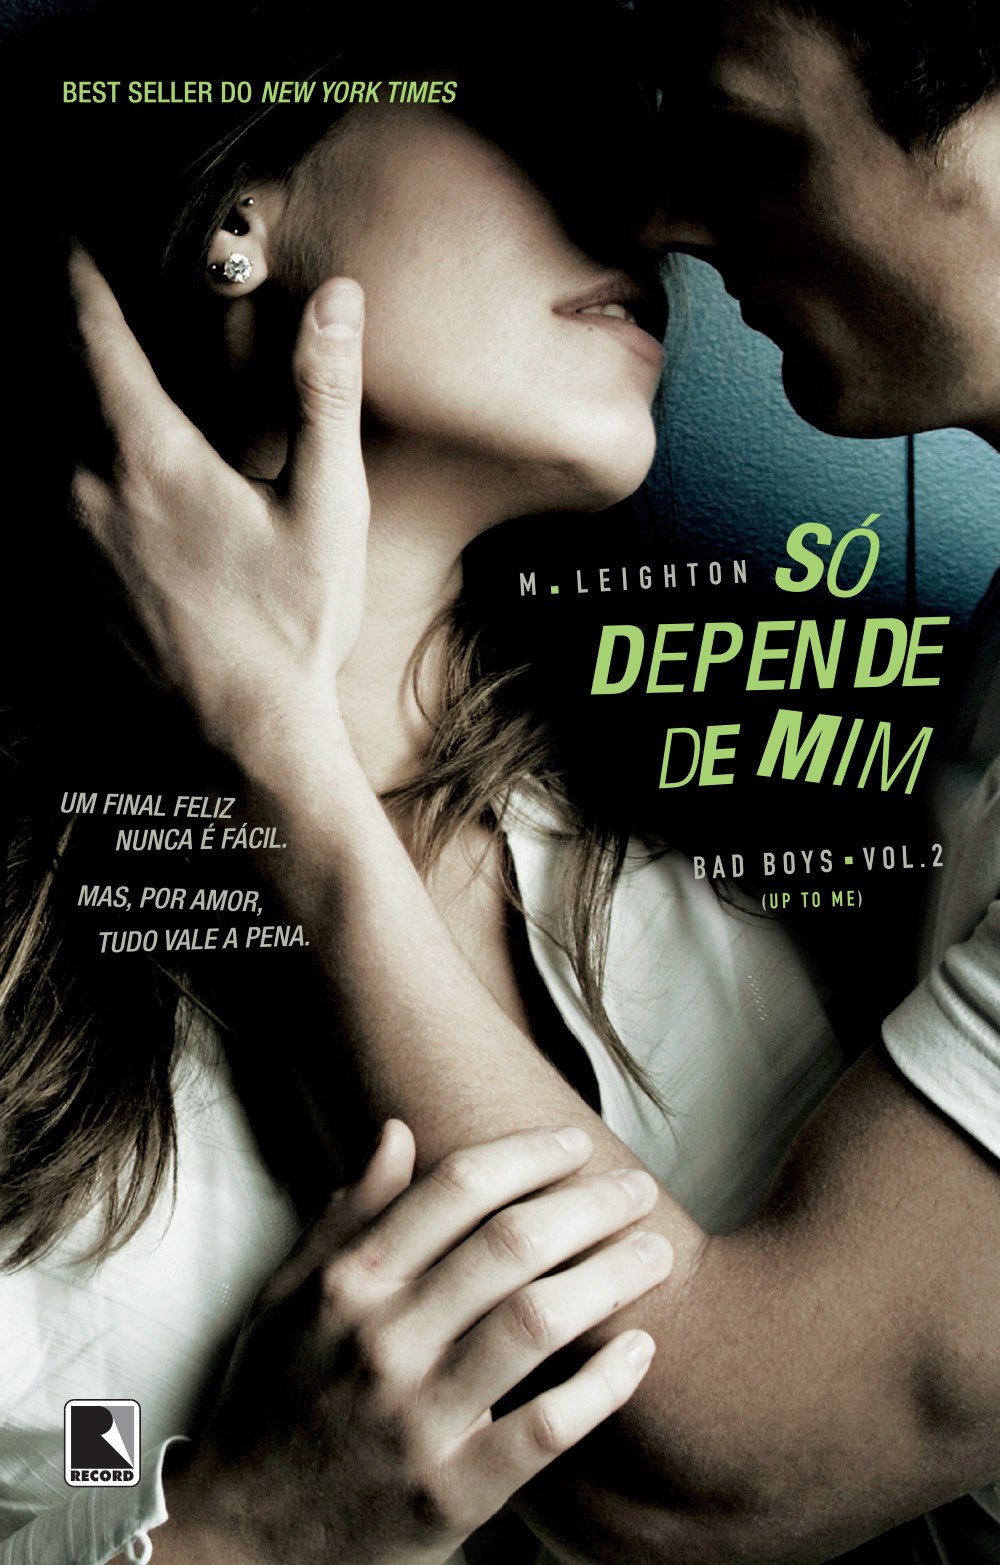 BEST SELLER DO NEW YORK TIMES
M. LEIGHTON
SÓ
DEPENDE
DE MIM
UM FINAL FELIZ
NUNCA É FÁCIL.
MAS, POR AMOR,
TUDO VALE A PENA.
BAD BOYS ▪ VOL.2
(UP TO ME)
RECORD